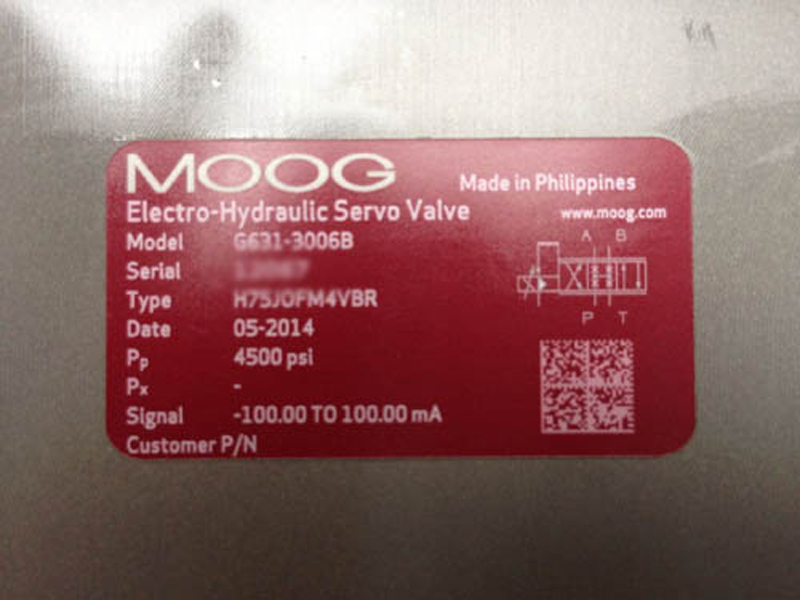 MOOG
Made in Philippines
Electro-Hydraulic Servo Valve
www.moog.com
Model G631-3006B
Serial
Type H75JOFM4VBR
Date 05-2014
Pp 4500 psi
Px -
Signal -100.00 TO 100.00 mA
Customer P/N
A B
P T